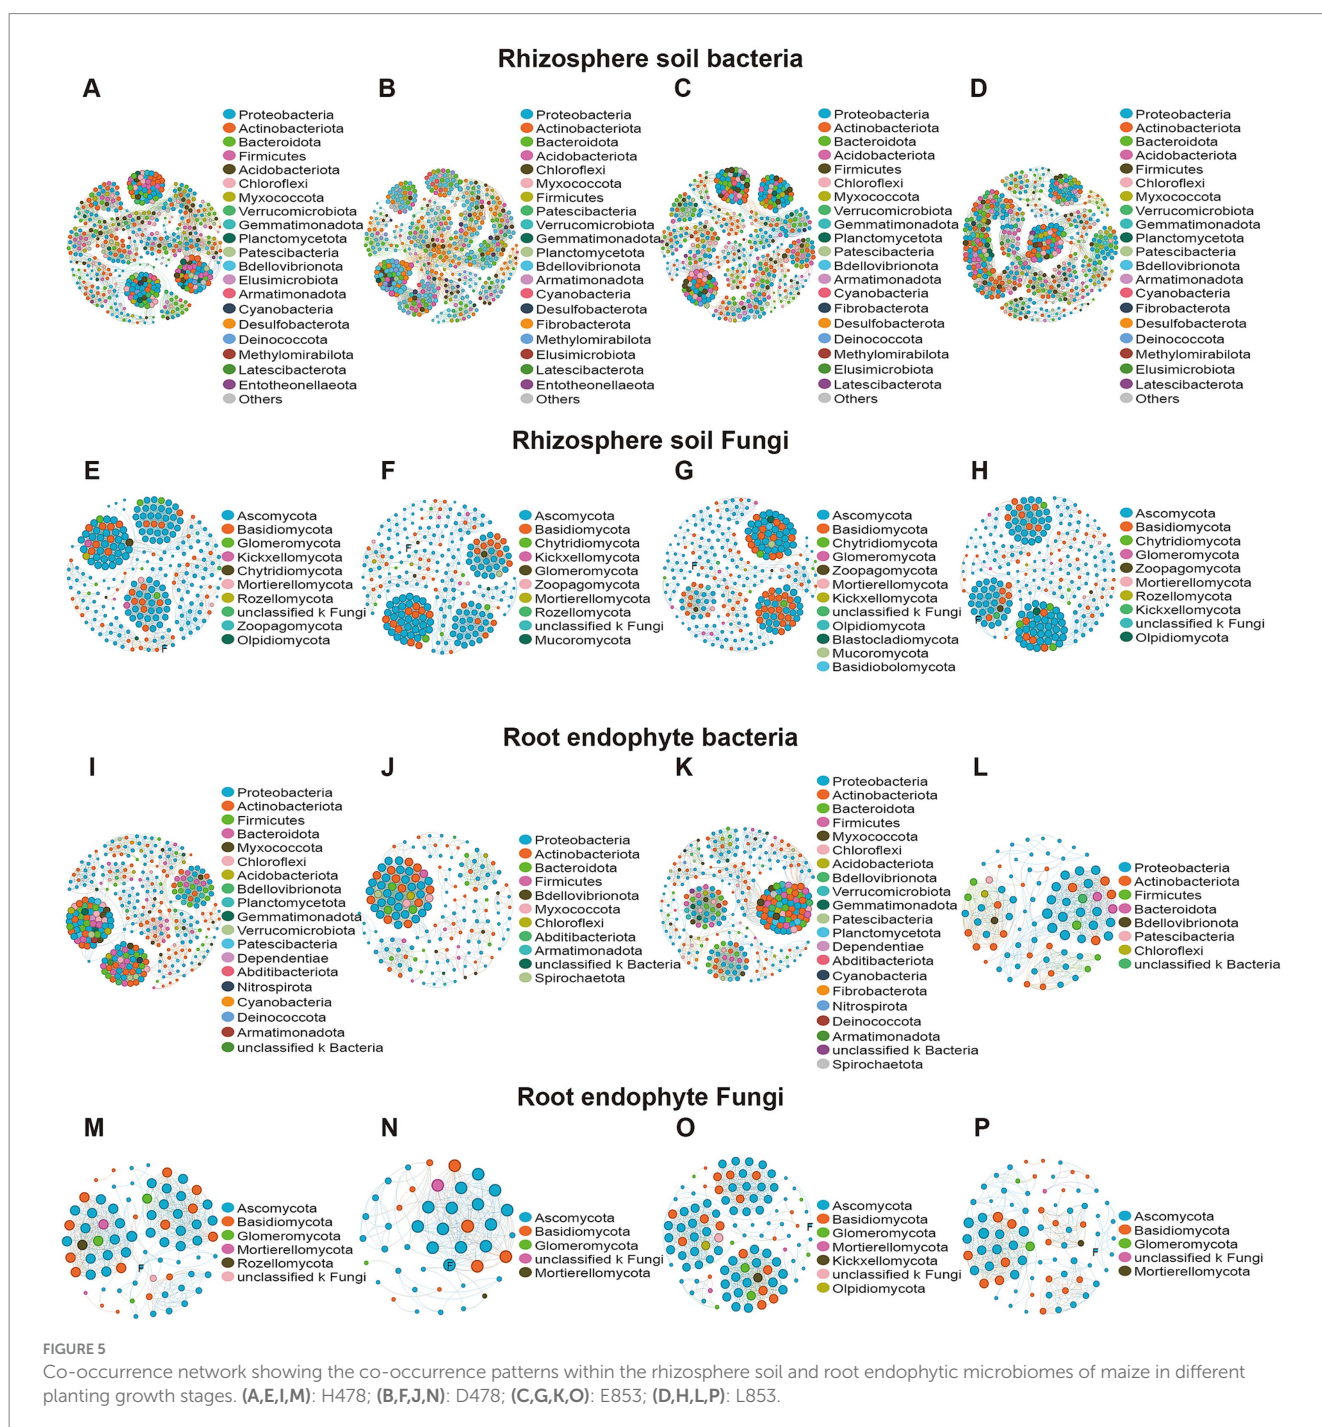 Rhizosphere soil bacteria
A
Proteobacteria
Actinobacteriota
Bacteroidota
Firmicutes
Acidobacteriota
Chloroflexi
Myxococcota
Verrucomicrobiota
Gemmatimonadota
Planctomycetota
Patescibacteria
Bdellovibrionota
Elusimicrobiota
Armatimonadota
Cyanobacteria
Desulfobacterota
Deinococcota
Methylomirabilota
Latescibacterota
Entotheonellaeota
Others
B
Proteobacteria
Actinobacteriota
Bacteroidota
Acidobacteriota
Chloroflexi
Myxococcota
Firmicutes
Patescibacteria
Verrucomicrobiota
Gemmatimonadota
Planctomycetota
Bdellovibrionota
Armatimonadota
Cyanobacteria
Desulfobacterota
Fibrobacterota
Methylomirabilota
Elusimicrobiota
Latescibacterota
Entotheonellaeota
Others
C
Proteobacteria
Actinobacteriota
Bacteroidota
Acidobacteriota
Firmicutes
Chloroflexi
Myxococcota
Verrucomicrobiota
Gemmatimonadota
Planctomycetota
Patescibacteria
Bdellovibrionota
Armatimonadota
Cyanobacteria
Fibrobacterota
Desulfobacterota
Deinococcota
Methylomirabilota
Elusimicrobiota
Latescibacterota
Others
D
Proteobacteria
Actinobacteriota
Bacteroidota
Acidobacteriota
Firmicutes
Chloroflexi
Myxococcota
Verrucomicrobiota
Gemmatimonadota
Planctomycetota
Patescibacteria
Bdellovibrionota
Armatimonadota
Cyanobacteria
Fibrobacterota
Desulfobacterota
Deinococcota
Methylomirabilota
Elusimicrobiota
Latescibacterota
Others
Rhizosphere soil Fungi
E
Ascomycota
Basidiomycota
Glomeromycota
Kickxellomycota
Chytridiomycota
Mortierellomycota
Rozellomycota
unclassified k Fungi
Zoopagomycota
Olpidiomycota
F
F
Ascomycota
Basidiomycota
Chytridiomycota
Kickxellomycota
Glomeromycota
Zoopagomycota
Mortierellomycota
Rozellomycota
unclassified k Fungi
Mucoromycota
F
G
Ascomycota
Basidiomycota
Chytridiomycota
Glomeromycota
Zoopagomycota
Mortierellomycota
Kickxellomycota
unclassified k Fungi
Olpidiomycota
Blastocladiomycota
Mucoromycota
Basidiobolomycota
F
H
Ascomycota
Basidiomycota
Chytridiomycota
Glomeromycota
Zoopagomycota
Mortierellomycota
Rozellomycota
Kickxellomycota
unclassified k Fungi
Olpidiomycota
F
Root endophyte bacteria
I
Proteobacteria
Actinobacteriota
Firmicutes
Bacteroidota
Myxococcota
Chloroflexi
Acidobacteriota
Bdellovibrionota
Planctomycetota
Gemmatimonadota
Verrucomicrobiota
Patescibacteria
Dependentiae
Abditibacteriota
Nitrospirota
Cyanobacteria
Deinococcota
Armatimonadota
unclassified k Bacteria
J
Proteobacteria
Actinobacteriota
Bacteroidota
Firmicutes
Bdellovibrionota
Myxococcota
Chloroflexi
Abditibacteriota
Armatimonadota
unclassified k Bacteria
Spirochaetota
K
Proteobacteria
Actinobacteriota
Bacteroidota
Firmicutes
Myxococcota
Chloroflexi
Acidobacteriota
Bdellovibrionota
Verrucomicrobiota
Gemmatimonadota
Patescibacteria
Planctomycetota
Dependentiae
Abditibacteriota
Cyanobacteria
Fibrobacterota
Nitrospirota
Deinococcota
Armatimonadota
unclassified k Bacteria
Spirochaetota
L
Proteobacteria
Actinobacteriota
Firmicutes
Bacteroidota
Bdellovibrionota
Patescibacteria
Chloroflexi
unclassified k Bacteria
Root endophyte Fungi
M
Ascomycota
Basidiomycota
Glomeromycota
Mortierellomycota
Rozellomycota
unclassified k Fungi
F
N
Ascomycota
Basidiomycota
Glomeromycota
unclassified k Fungi
Mortierellomycota
F
O
Ascomycota
Basidiomycota
Glomeromycota
Mortierellomycota
Kickxellomycota
unclassified k Fungi
Olpidiomycota
F
P
Ascomycota
Basidiomycota
Glomeromycota
unclassified k Fungi
Mortierellomycota
F
FIGURE 5
Co-occurrence network showing the co-occurrence patterns within the rhizosphere soil and root endophytic microbiomes of maize in different
planting growth stages. (A,E,I,M): H478; (B,F,J,N): D478; (C,G,K,O): E853; (D,H,L,P): L853.